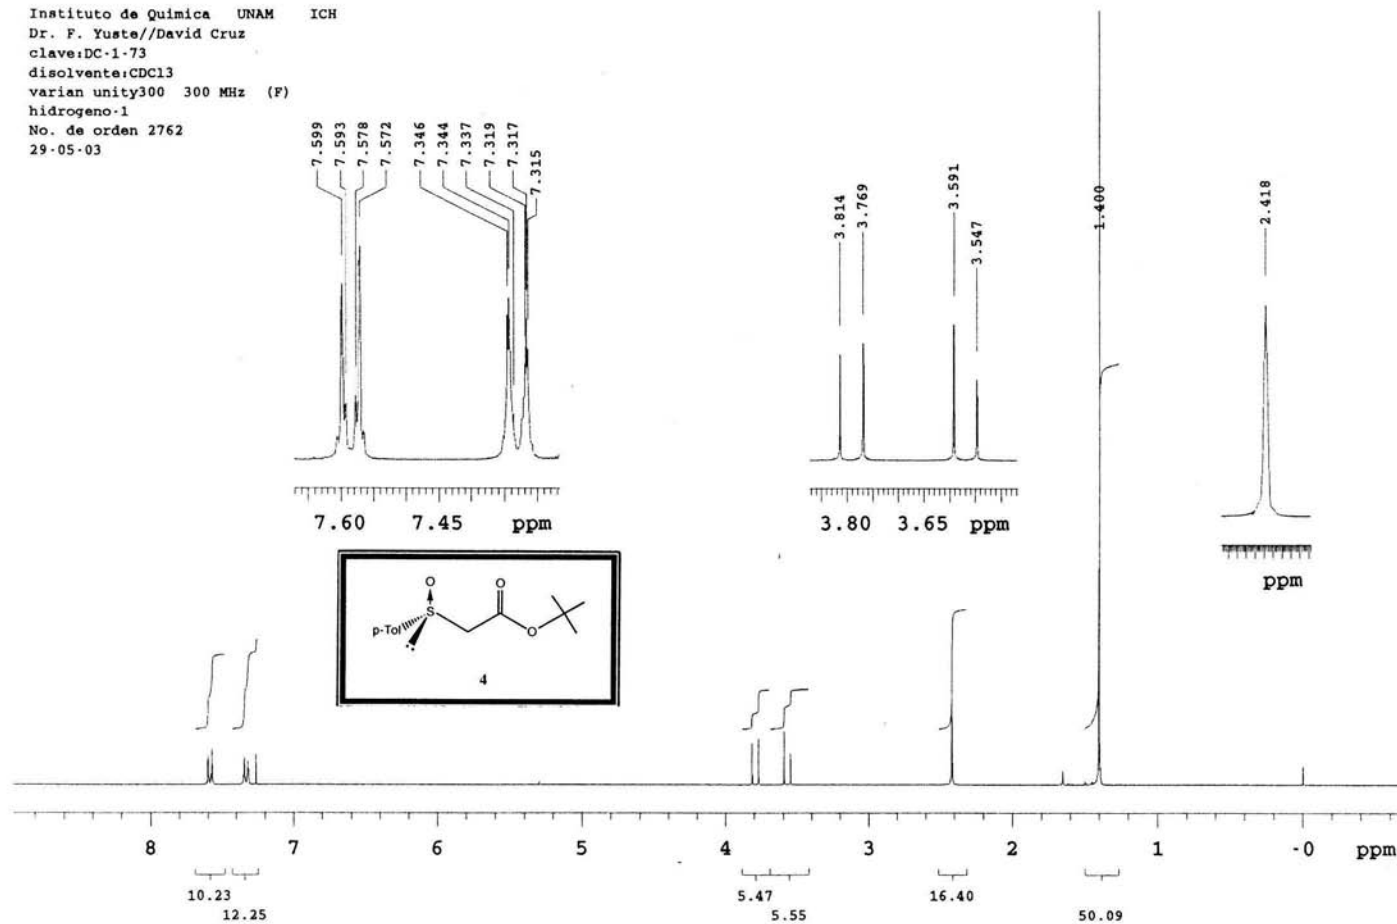 Instituto de Quimica UNAM ICH
Dr. F. Yuste//David Cruz
clave:DC-1-73
disolvente:CDCl3
varian unity300 300 MHz (F)
hidrogeno-1
No. de orden 2762
29-05-03
7.599
7.593
7.578
7.572
7.346
7.344
7.337
7.319
7.317
7.315
3.814
3.769
3.591
3.547
1.400
2.418
7.60 7.45 ppm
3.80 3.65 ppm
ppm
O
O
p-Tol
S
O
4
8 7 6 5 4 3 2 1 -0 ppm
10.23
12.25
5.47
5.55
16.40
50.09